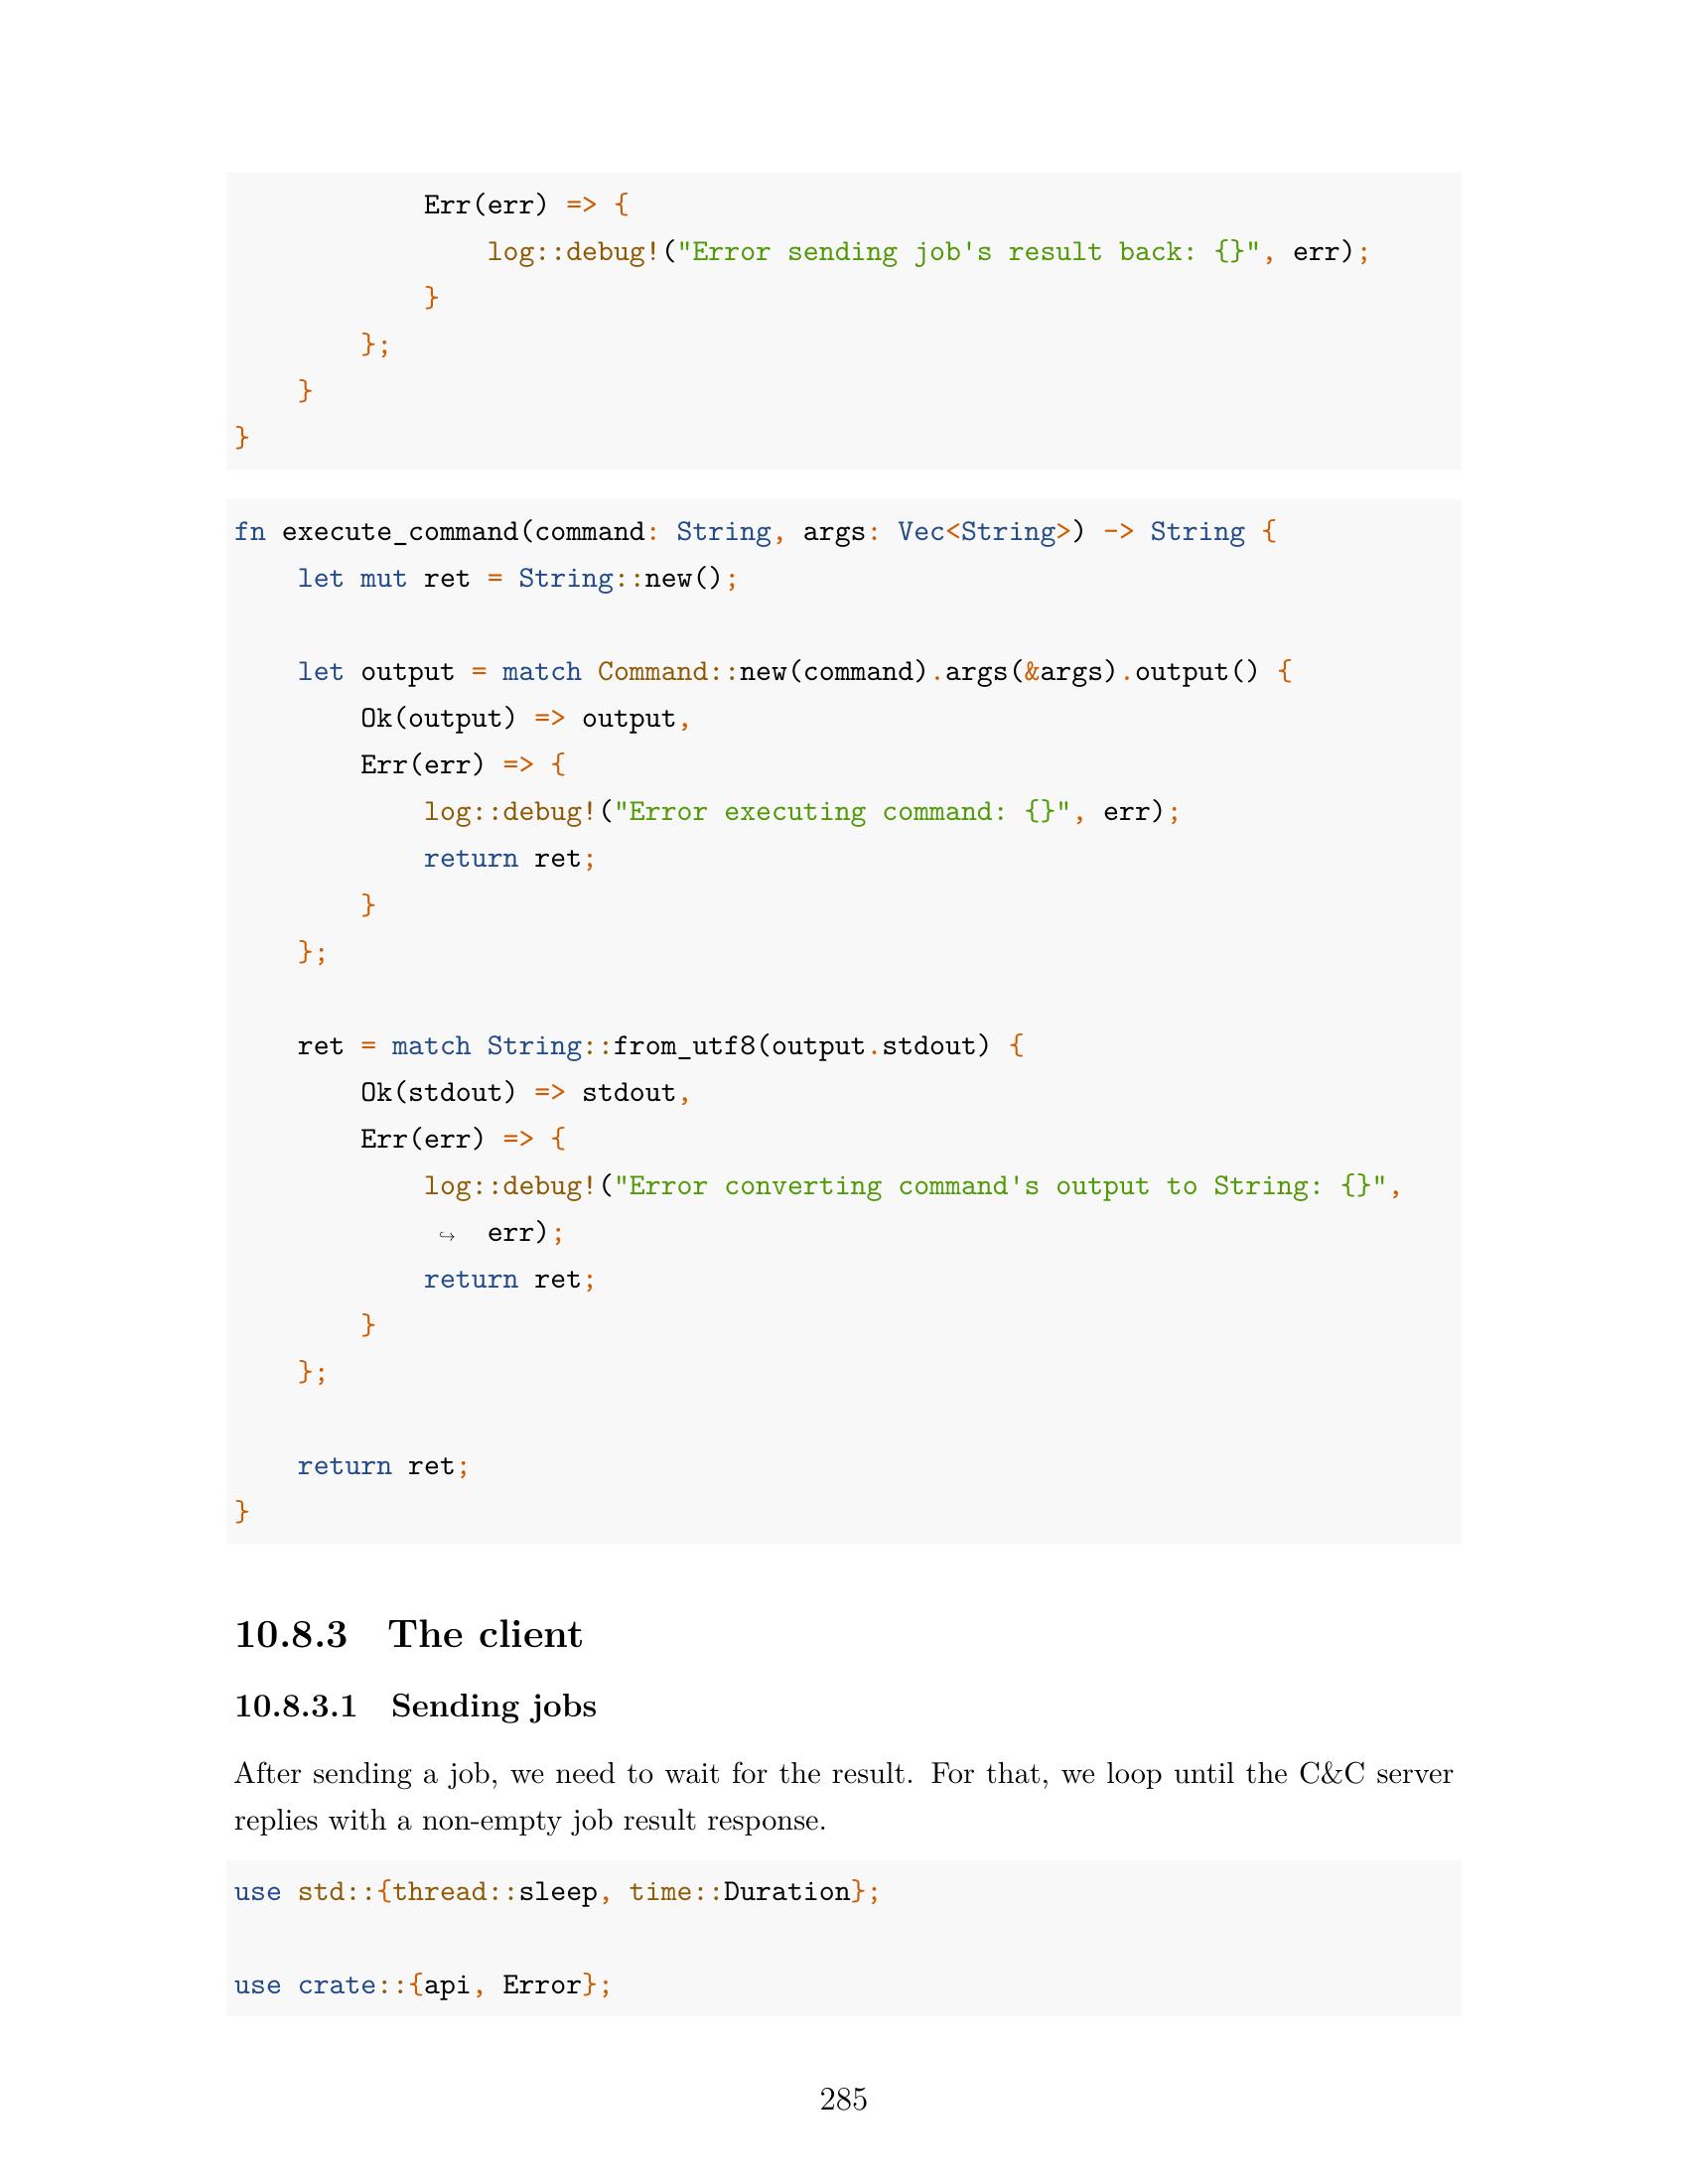 Err(err) => {
                log::debug!("Error sending job's result back: {}", err);
            }
        };
    }
}
fn execute_command(command: String, args: Vec<String>) -> String {
    let mut ret = String::new();
    let output = match Command::new(command).args(&args).output() {
        Ok(output) => output,
        Err(err) => {
            log::debug!("Error executing command: {}", err);
            return ret;
        }
    };
    ret = match String::from_utf8(output.stdout) {
        Ok(stdout) => stdout,
        Err(err) => {
            log::debug!("Error converting command's output to String: {}",
             ↪  err);
            return ret;
        }
    };
    return ret;
}
10.8.3 The client
10.8.3.1 Sending jobs
After sending a job, we need to wait for the result. For that, we loop until the C&C server
replies with a non-empty job result response.
use std::{thread::sleep, time::Duration};
use crate::{api, Error};
285